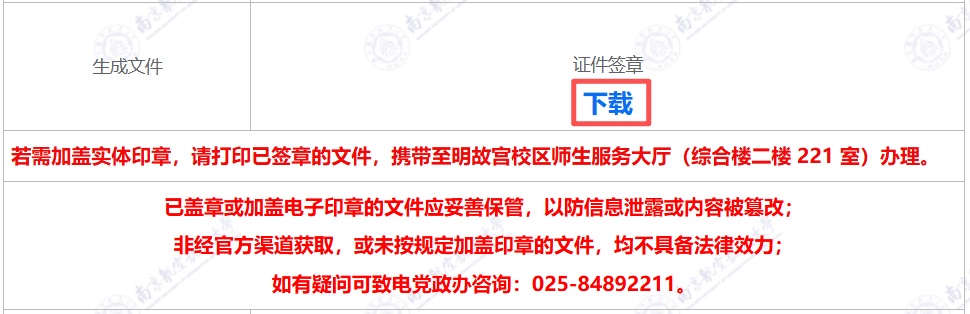 生成文件
证件签章
下载
若需加盖实体印章，请打印已签章的文件，携带至明故宫校区师生服务大厅（综合楼二楼 221 室）办理。
已盖章或加盖电子印章的文件应妥善保管，以防信息泄露或内容被篡改；
非经官方渠道获取，或未按规定加盖印章的文件，均不具备法律效力；
如有疑问可致电党政办咨询：025-84892211。